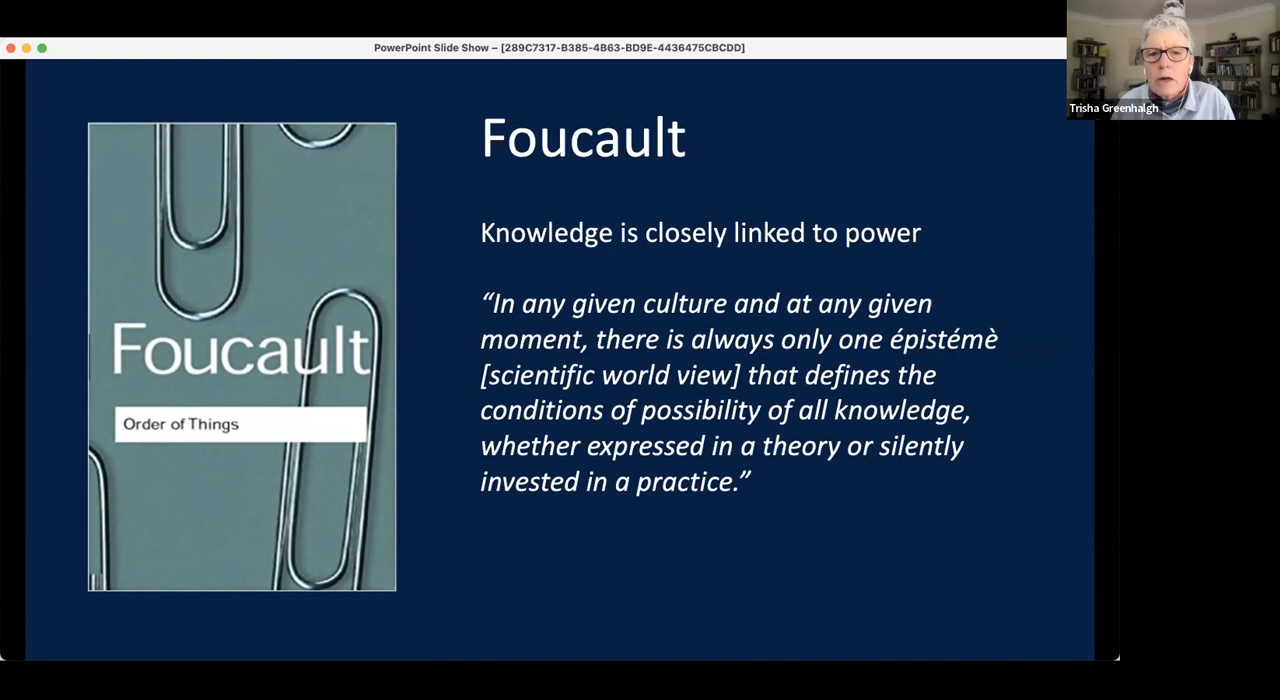 PowerPoint Slide Show – [289C7317-B385-4B63-BD9E-4436475CBCDD]
Trisha Greenhalgh
Foucault
Order of Things
Foucault
Knowledge is closely linked to power
“In any given culture and at any given
moment, there is always only one épistémè
[scientific world view] that defines the
conditions of possibility of all knowledge,
whether expressed in a theory or silently
invested in a practice.”